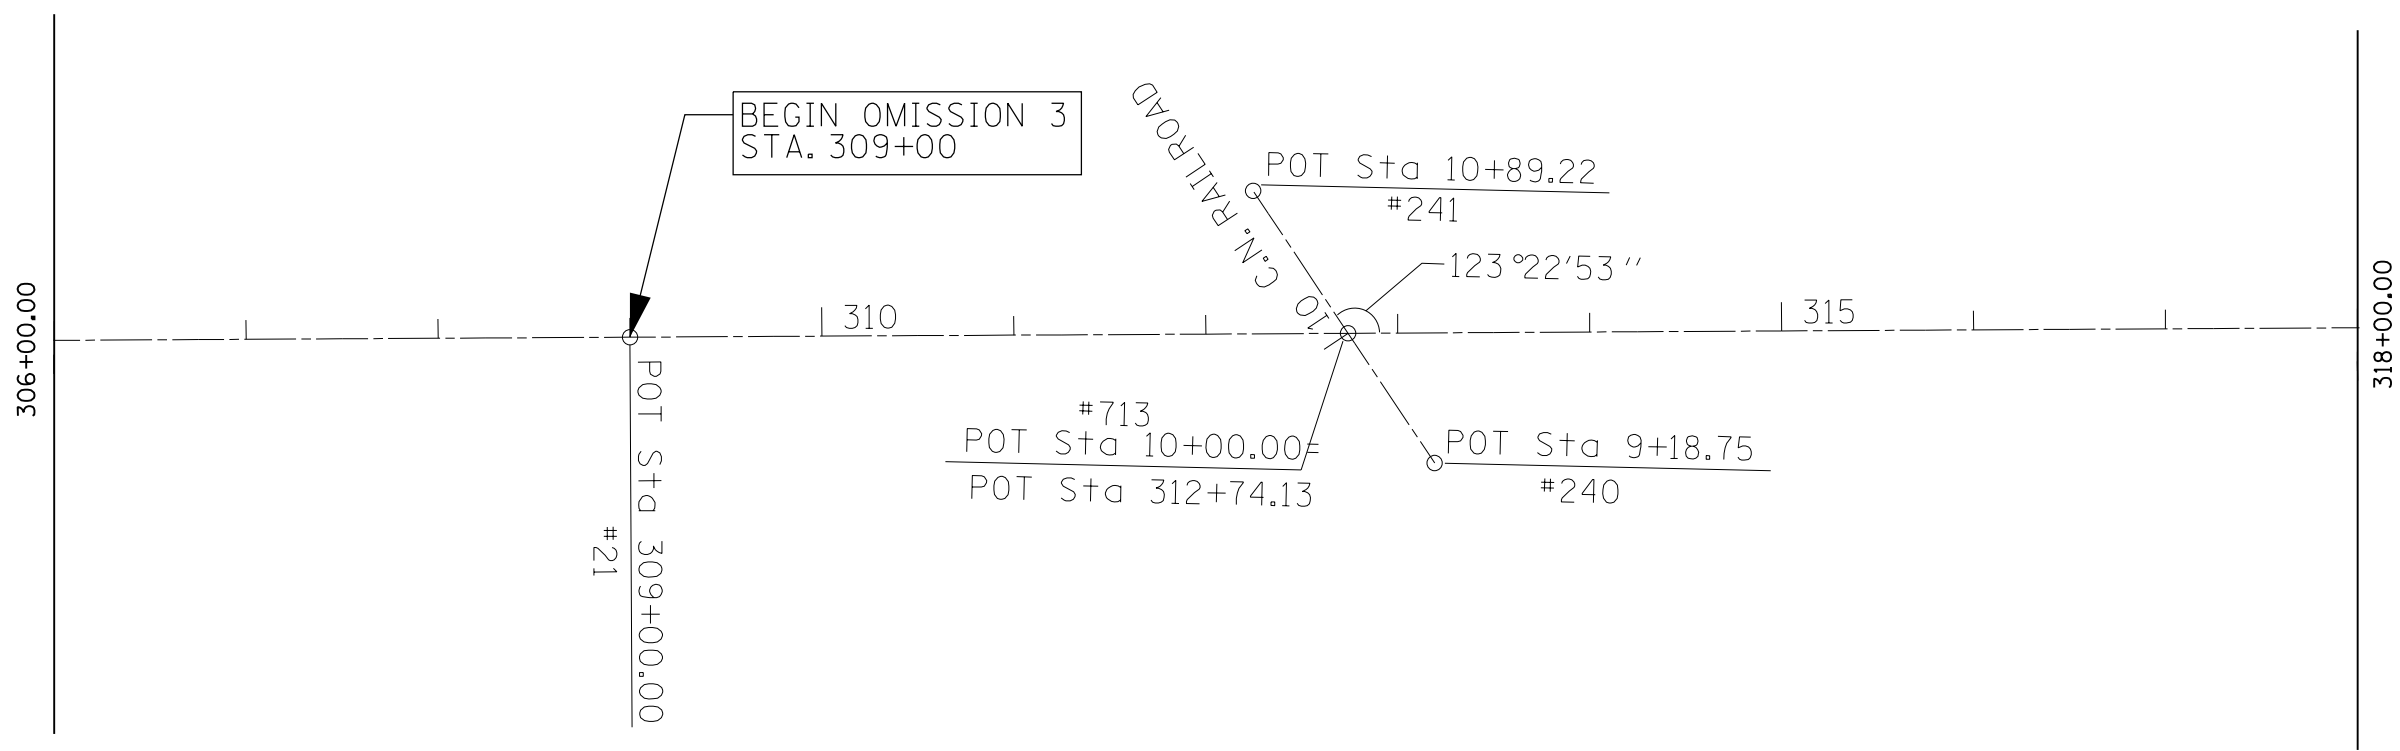 BEGIN OMISSION 3
STA. 309+00
C.N. RAILROAD
10
POT Sta 10+89.22
#241
123°22'53"
306+00.00
310
315
318+00.00
POT Sta 309+00.00
#21
#713
POT Sta 10+00.00=
POT Sta 312+74.13
POT Sta 9+18.75
#240